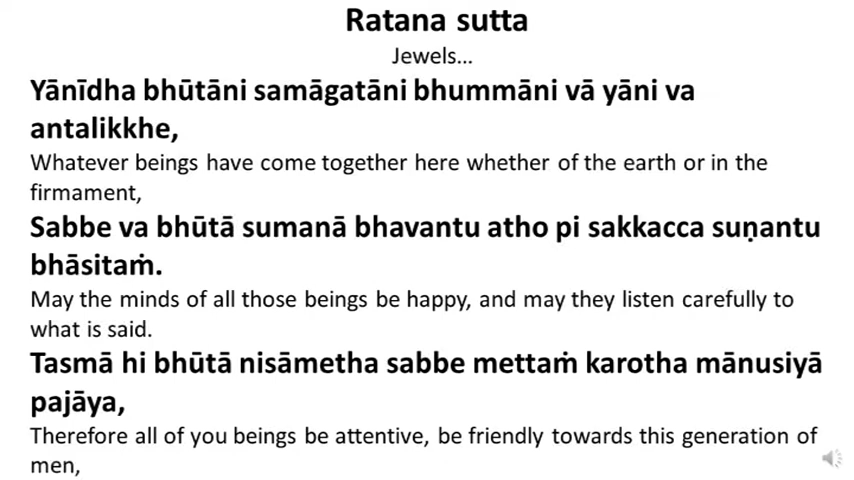 Ratana sutta
Jewels...
Yānīdha bhūtāni samāgatāni bhummāni vā yāni va
antalikkhe,
Whatever beings have come together here whether of the earth or in the
firmament,
Sabbe va bhūtā sumanā bhavantu atho pi sakkacca suṇantu
bhāsitaṁ.
May the minds of all those beings be happy, and may they listen carefully to
what is said.
Tasmā hi bhūtā nisāmetha sabbe mettaṁ karotha mānusiyā
pajāya,
Therefore all of you beings be attentive, be friendly towards this generation of
men,